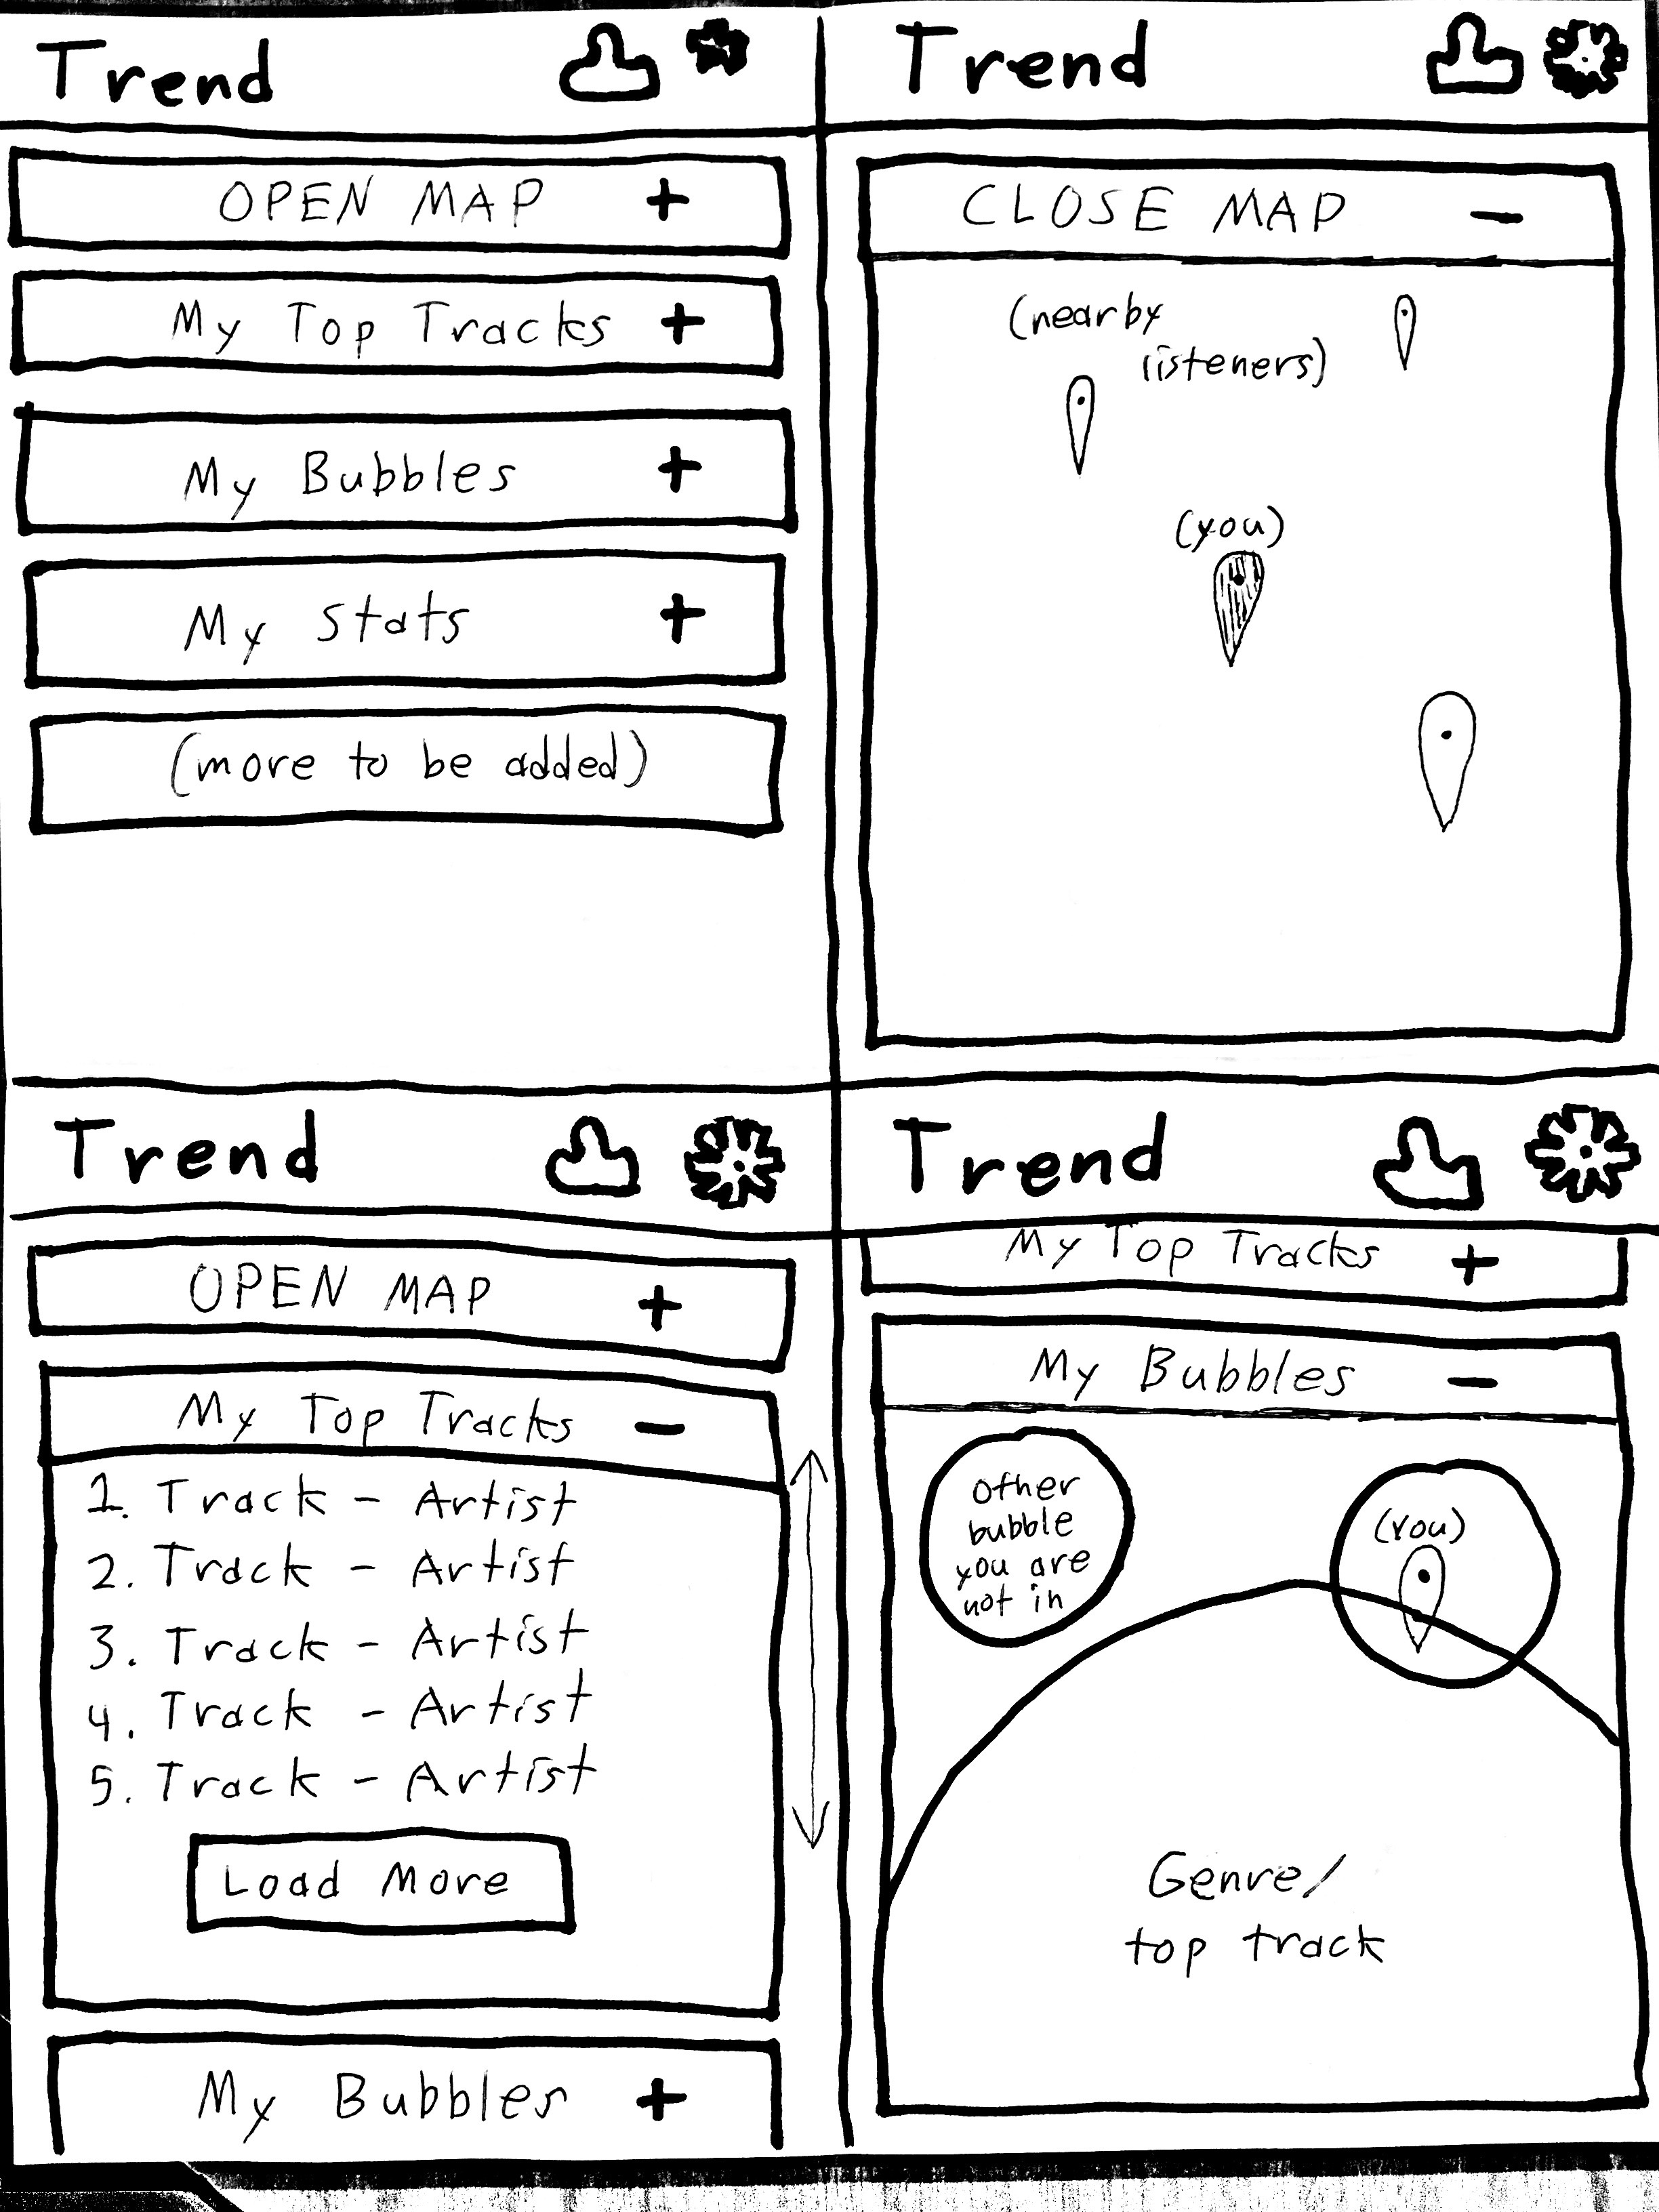 Trend
OPEN MAP +
My Top Tracks +
My Bubbles +
My Stats +
(more to be added)
Trend
CLOSE MAP -
(nearby
listeners)
(you)
Trend
OPEN MAP +
My Top Tracks -
1. Track - Artist
2. Track - Artist
3. Track - Artist
4. Track - Artist
5. Track - Artist
Load More
My Bubbles +
Trend
My Top Tracks +
My Bubbles -
Other
bubble
you are
not in
(you)
Genre/
top track